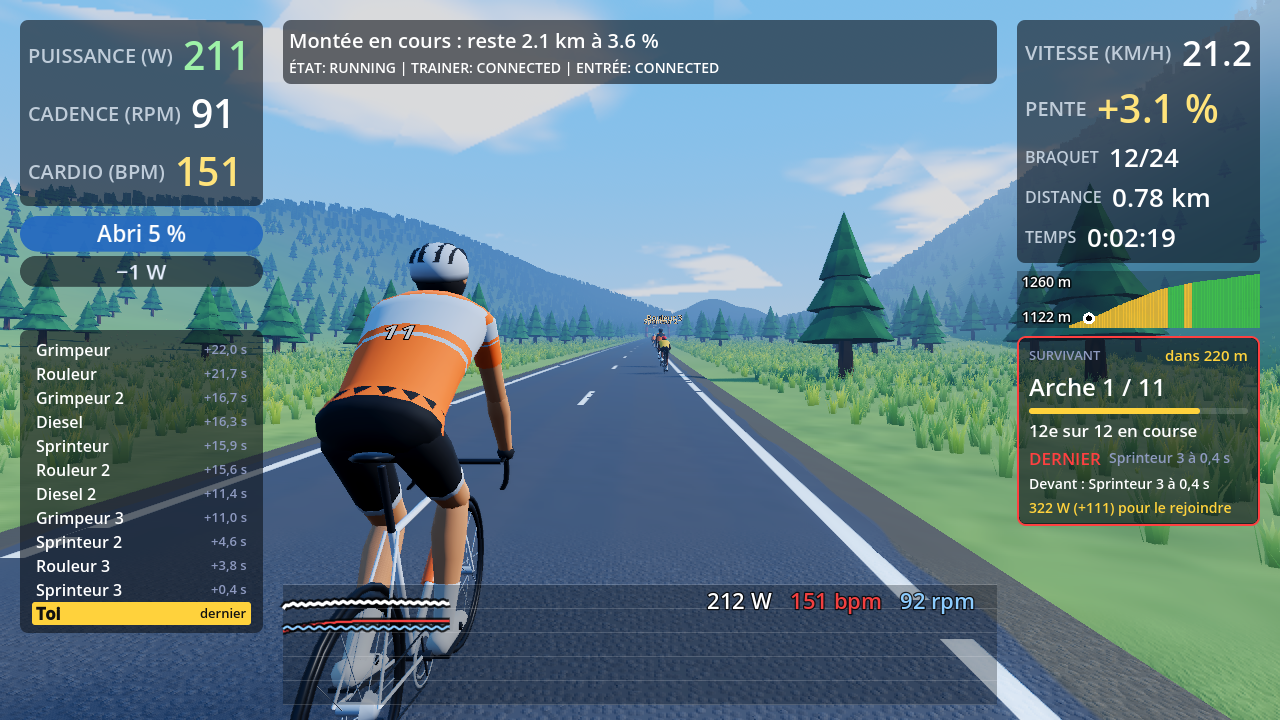 PUISSANCE (W) 211
CADENCE (RPM) 91
CARDIO (BPM) 151
Abri 5 %
−1 W
Montée en cours : reste 2.1 km à 3.6 %
ÉTAT: RUNNING | TRAINER: CONNECTED | ENTRÉE: CONNECTED
VITESSE (KM/H) 21.2
PENTE +3.1 %
BRAQUET 12/24
DISTANCE 0.78 km
TEMPS 0:02:19
1260 m
1122 m
SURVIVANT dans 220 m
Arche 1 / 11
12e sur 12 en course
DERNIER Sprinteur 3 à 0,4 s
Devant : Sprinteur 3 à 0,4 s
322 W (+111) pour le rejoindre
Grimpeur +22,0 s
Rouleur +21,7 s
Grimpeur 2 +16,7 s
Diesel +16,3 s
Sprinteur +15,9 s
Rouleur 2 +15,6 s
Diesel 2 +11,4 s
Grimpeur 3 +11,0 s
Sprinteur 2 +4,6 s
Rouleur 3 +3,8 s
Sprinteur 3 +0,4 s
Toi dernier
11
212 W 151 bpm 92 rpm